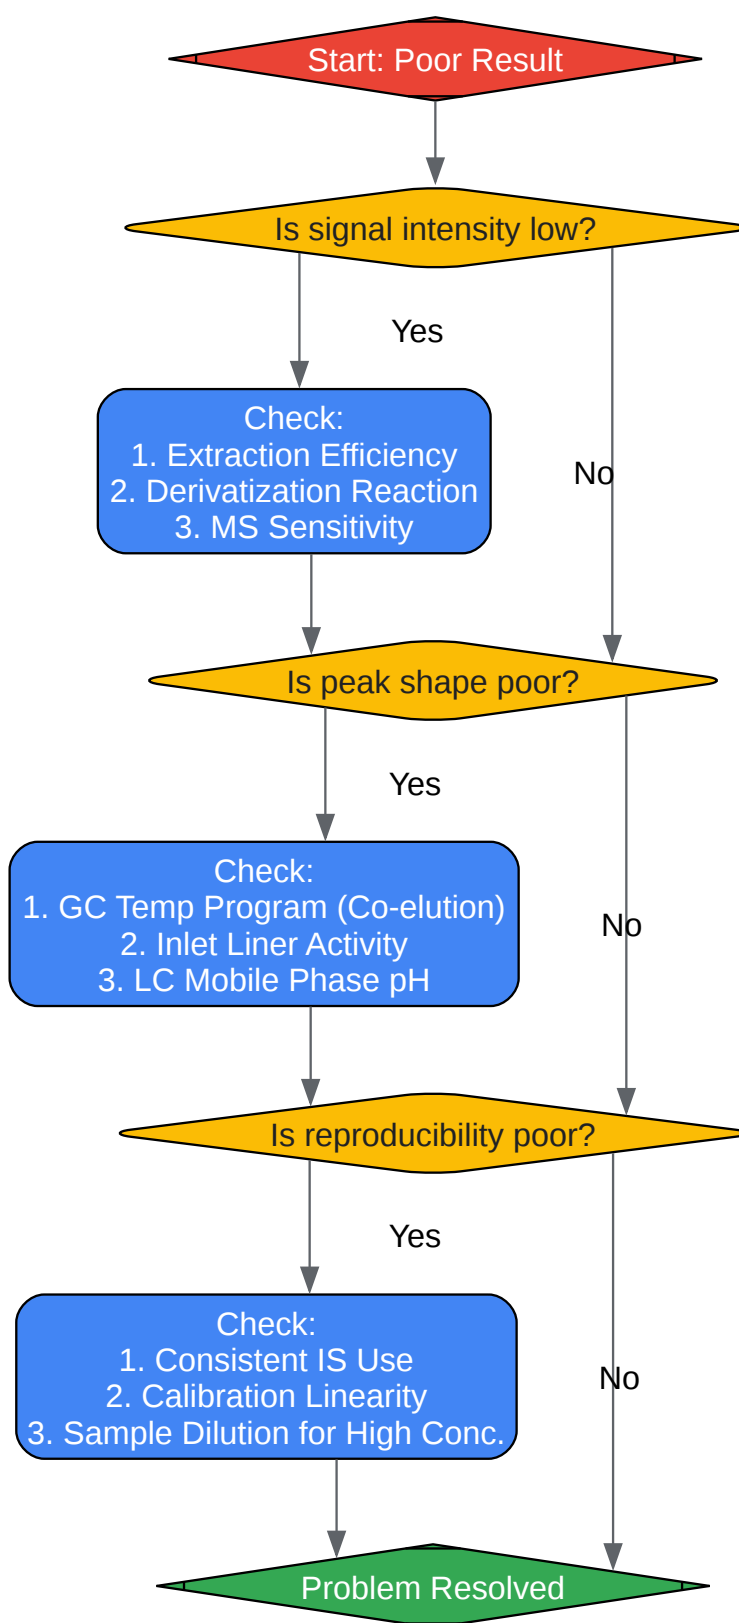 Start: Poor Result
Is signal intensity low?
Yes
Check:
1. Extraction Efficiency
2. Derivatization Reaction
3. MS Sensitivity
No
Is peak shape poor?
Yes
Check:
1. GC Temp Program (Co-elution)
2. Inlet Liner Activity
3. LC Mobile Phase pH
No
Is reproducibility poor?
Yes
Check:
1. Consistent IS Use
2. Calibration Linearity
3. Sample Dilution for High Conc.
No
Problem Resolved